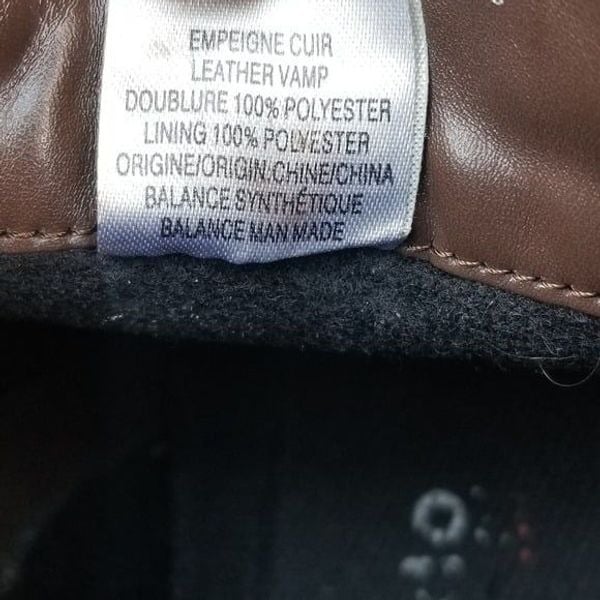 EMPEIGNE CUIR
LEATHER VAMP
DOUBLURE 100% POLYESTER
LINING 100% POLYESTER
ORIGINE/ORIGIN:CHINE/CHINA
BALANCE SYNTHÉTIQUE
BALANCE MAN MADE